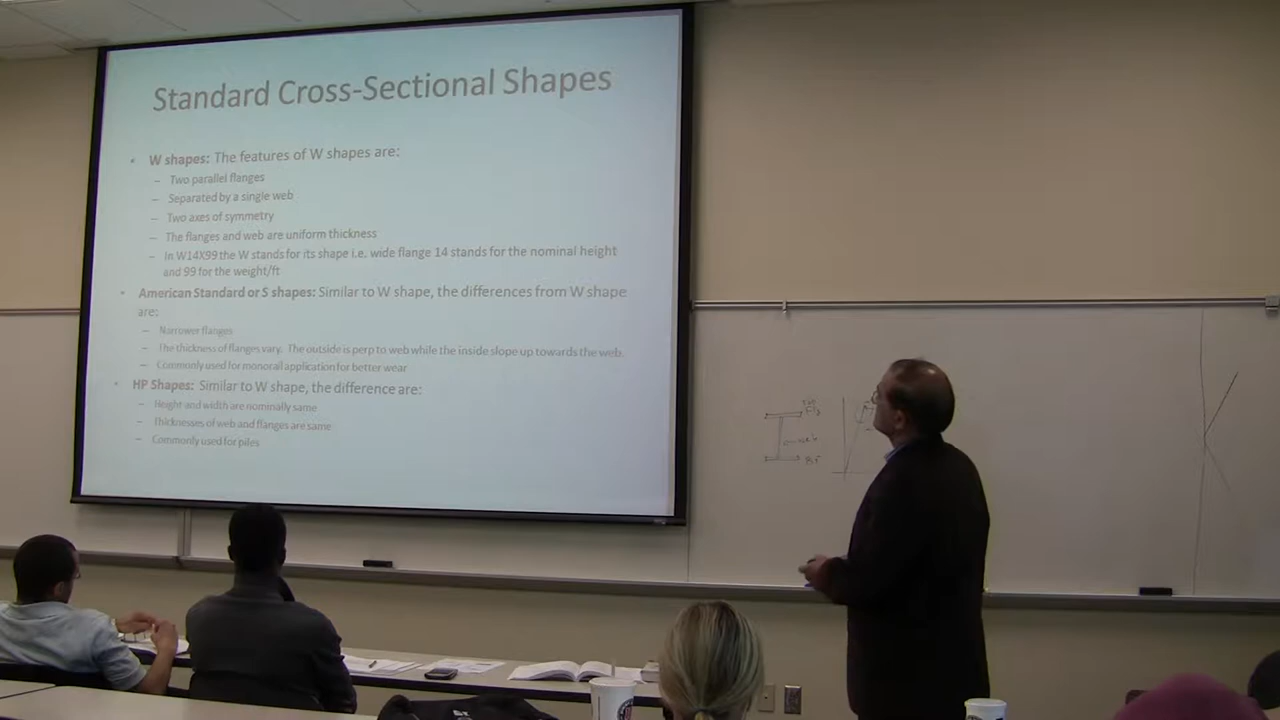 Standard Cross-Sectional Shapes
• W shapes: The features of W shapes are:
– Two parallel flanges
– Separated by a single web
– Two axes of symmetry
– The flanges and web are uniform thickness
– In W14X99 the W stands for its shape i.e. wide flange 14 stands for the nominal height
and 99 for the weight/ft
• American Standard or S shapes: Similar to W shape, the differences from W shape
are:
– Narrower flanges
– The thickness of flanges vary. The outside is perp to web while the inside slope up towards the web.
– Commonly used for monorail application for better wear
• HP Shapes: Similar to W shape, the difference are:
– Height and width are nominally same
– Thicknesses of web and flanges are same
– Commonly used for piles